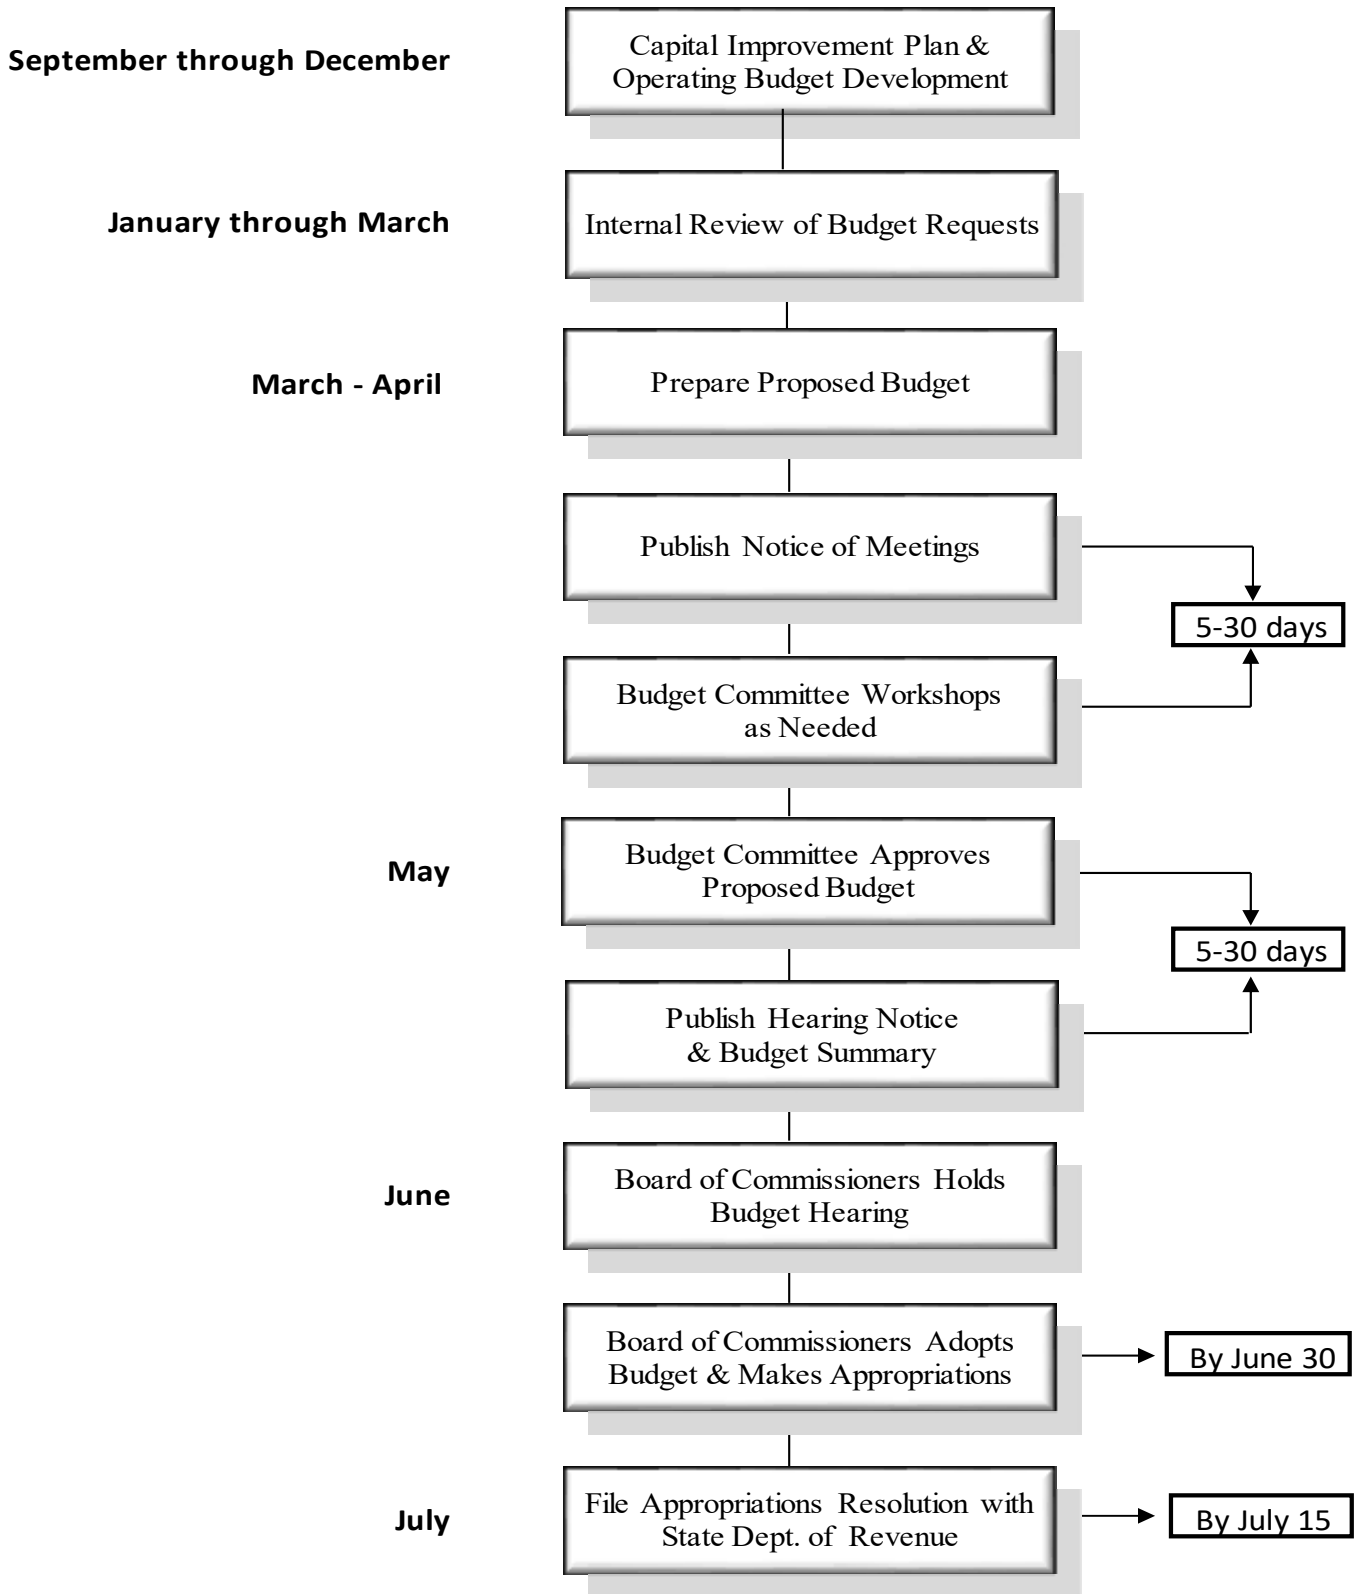 September through December
Capital Improvement Plan &
Operating Budget Development
January through March
Internal Review of Budget Requests
March - April
Prepare Proposed Budget
Publish Notice of Meetings
5-30 days
Budget Committee Workshops
as Needed
May
Budget Committee Approves
Proposed Budget
5-30 days
Publish Hearing Notice
& Budget Summary
June
Board of Commissioners Holds
Budget Hearing
Board of Commissioners Adopts
Budget & Makes Appropriations
By June 30
July
File Appropriations Resolution with
State Dept. of Revenue
By July 15